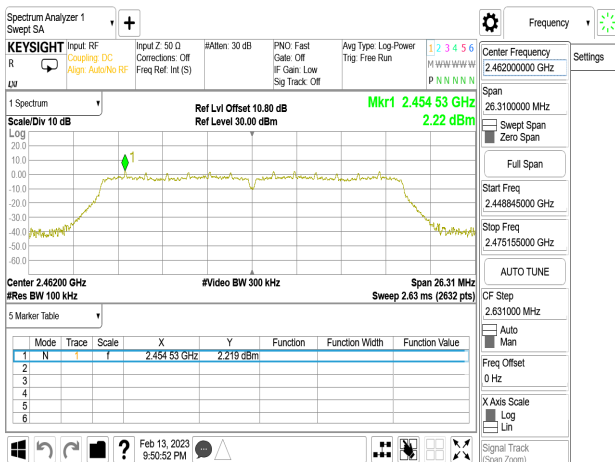 Spectrum Analyzer 1
Swept SA
+
Frequency
Settings
KEYSIGHT
R
LXI
Input: RF
Coupling: DC
Align: Auto/No RF
Input Z: 50 Ω
Corrections: Off
Freq Ref: Int (S)
#Atten: 30 dB
PNO: Fast
Gate: Off
IF Gain: Low
Sig Track: Off
Avg Type: Log-Power
Trig: Free Run
1 2 3 4 5 6
M W W W W W
P N N N N N
1 Spectrum
Scale/Div 10 dB
Ref Lvl Offset 10.80 dB
Ref Level 30.00 dBm
Mkr1 2.454 53 GHz
2.22 dBm
Log
20.0
10.0
0.00
-10.0
-20.0
-30.0
-40.0
-50.0
-60.0
1
Center 2.46200 GHz
#Res BW 100 kHz
#Video BW 300 kHz
Span 26.31 MHz
Sweep 2.63 ms (2632 pts)
5 Marker Table
Mode Trace Scale X Y Function Function Width Function Value
1 N 1 f 2.454 53 GHz 2.219 dBm
2
3
4
5
6
Feb 13, 2023
9:50:52 PM
?
Center Frequency
2.462000000 GHz
Span
26.3100000 MHz
Swept Span
Zero Span
Full Span
Start Freq
2.448845000 GHz
Stop Freq
2.475155000 GHz
AUTO TUNE
CF Step
2.631000 MHz
Auto
Man
Freq Offset
0 Hz
X Axis Scale
Log
Lin
Signal Track
(Span Zoom)